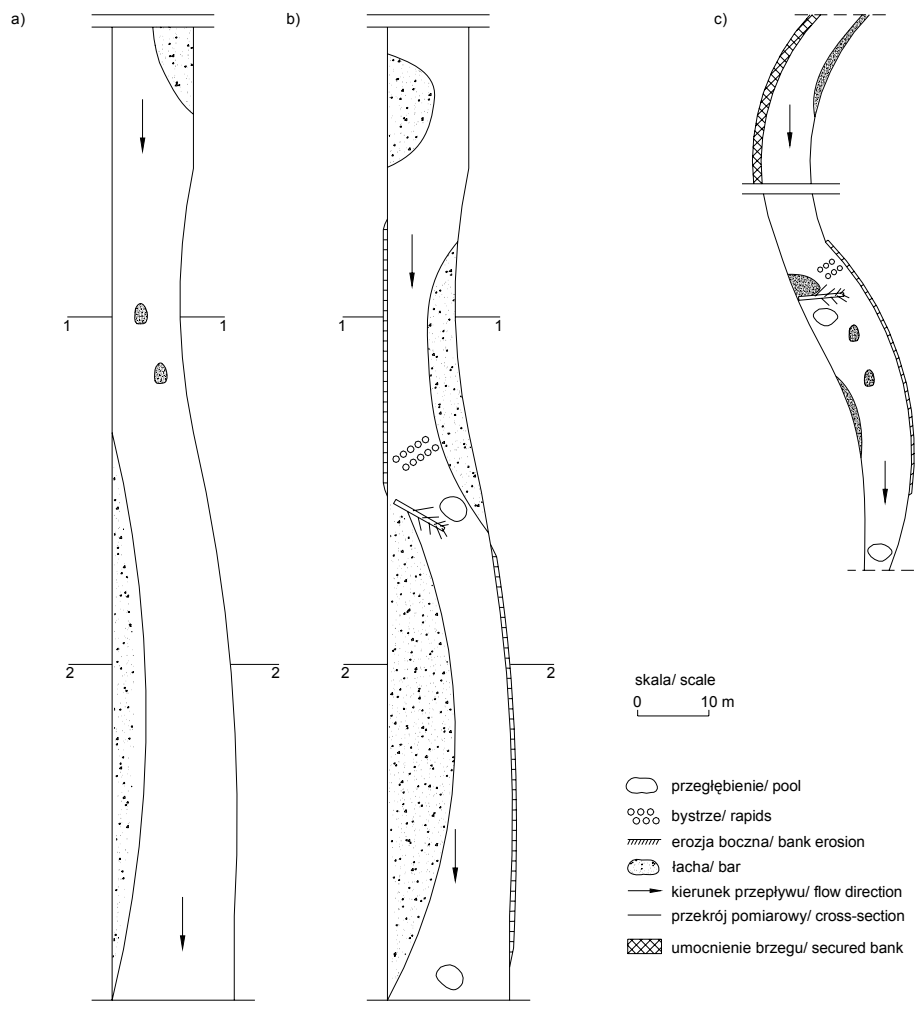 a)
b)
c)
1
1
1
1
2
2
2
2
skala/ scale
0 10 m
przegłębienie/ pool
bystrze/ rapids
erozja boczna/ bank erosion
łacha/ bar
kierunek przepływu/ flow direction
przekrój pomiarowy/ cross-section
umocnienie brzegu/ secured bank